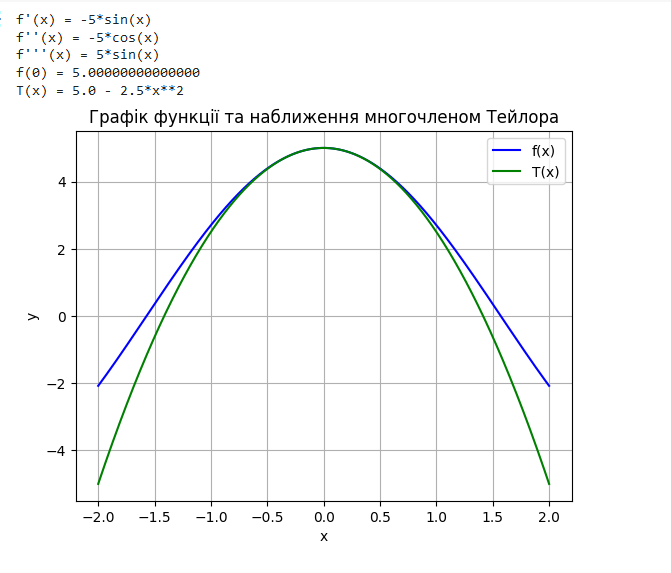 f'(x) = -5*sin(x)
f''(x) = -5*cos(x)
f'''(x) = 5*sin(x)
f(0) = 5.00000000000000
T(x) = 5.0 - 2.5*x**2
Графік функції та наближення многочленом Тейлора
f(x)
T(x)
4
2
0
−2
−4
y
−2.0 −1.5 −1.0 −0.5 0.0 0.5 1.0 1.5 2.0
x